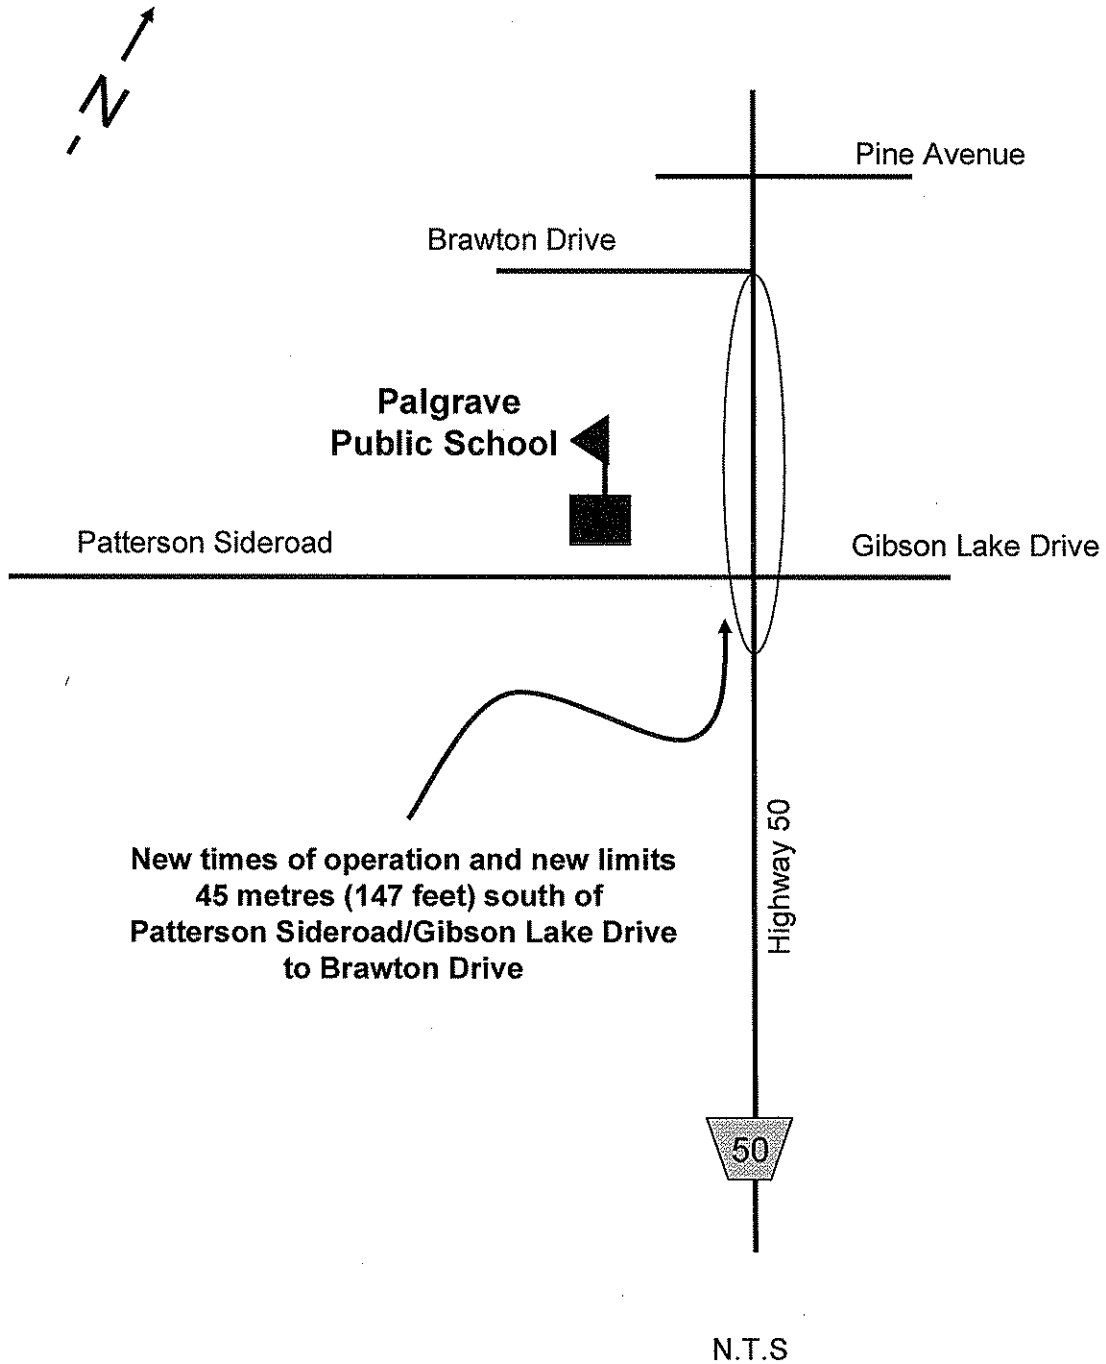 N
Pine Avenue
Brawton Drive
Palgrave
Public School
Patterson Sideroad
Gibson Lake Drive
New times of operation and new limits
45 metres (147 feet) south of
Patterson Sideroad/Gibson Lake Drive
to Brawton Drive
Highway 50
50
N.T.S